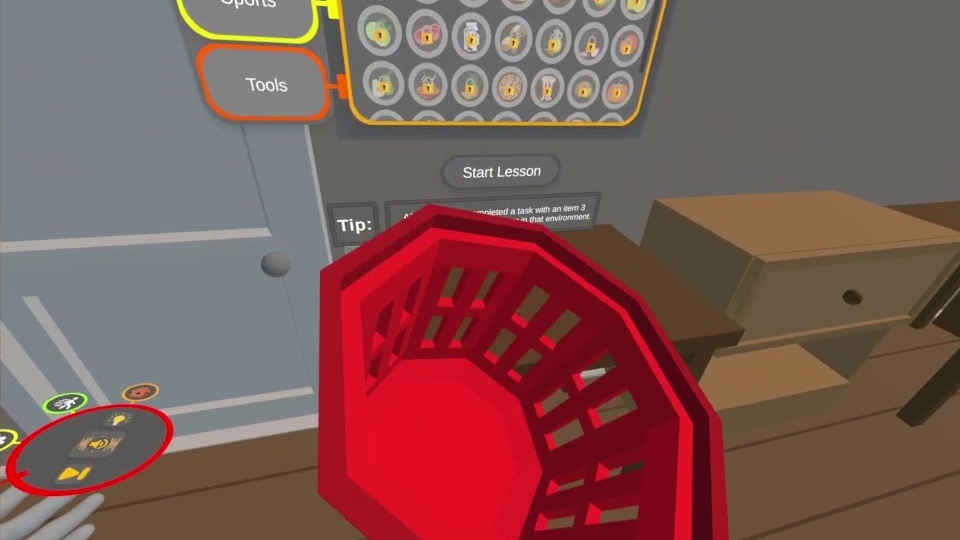 Sports
Tools
Start Lesson
Tip:
completed a task with an item 3
in that environment.